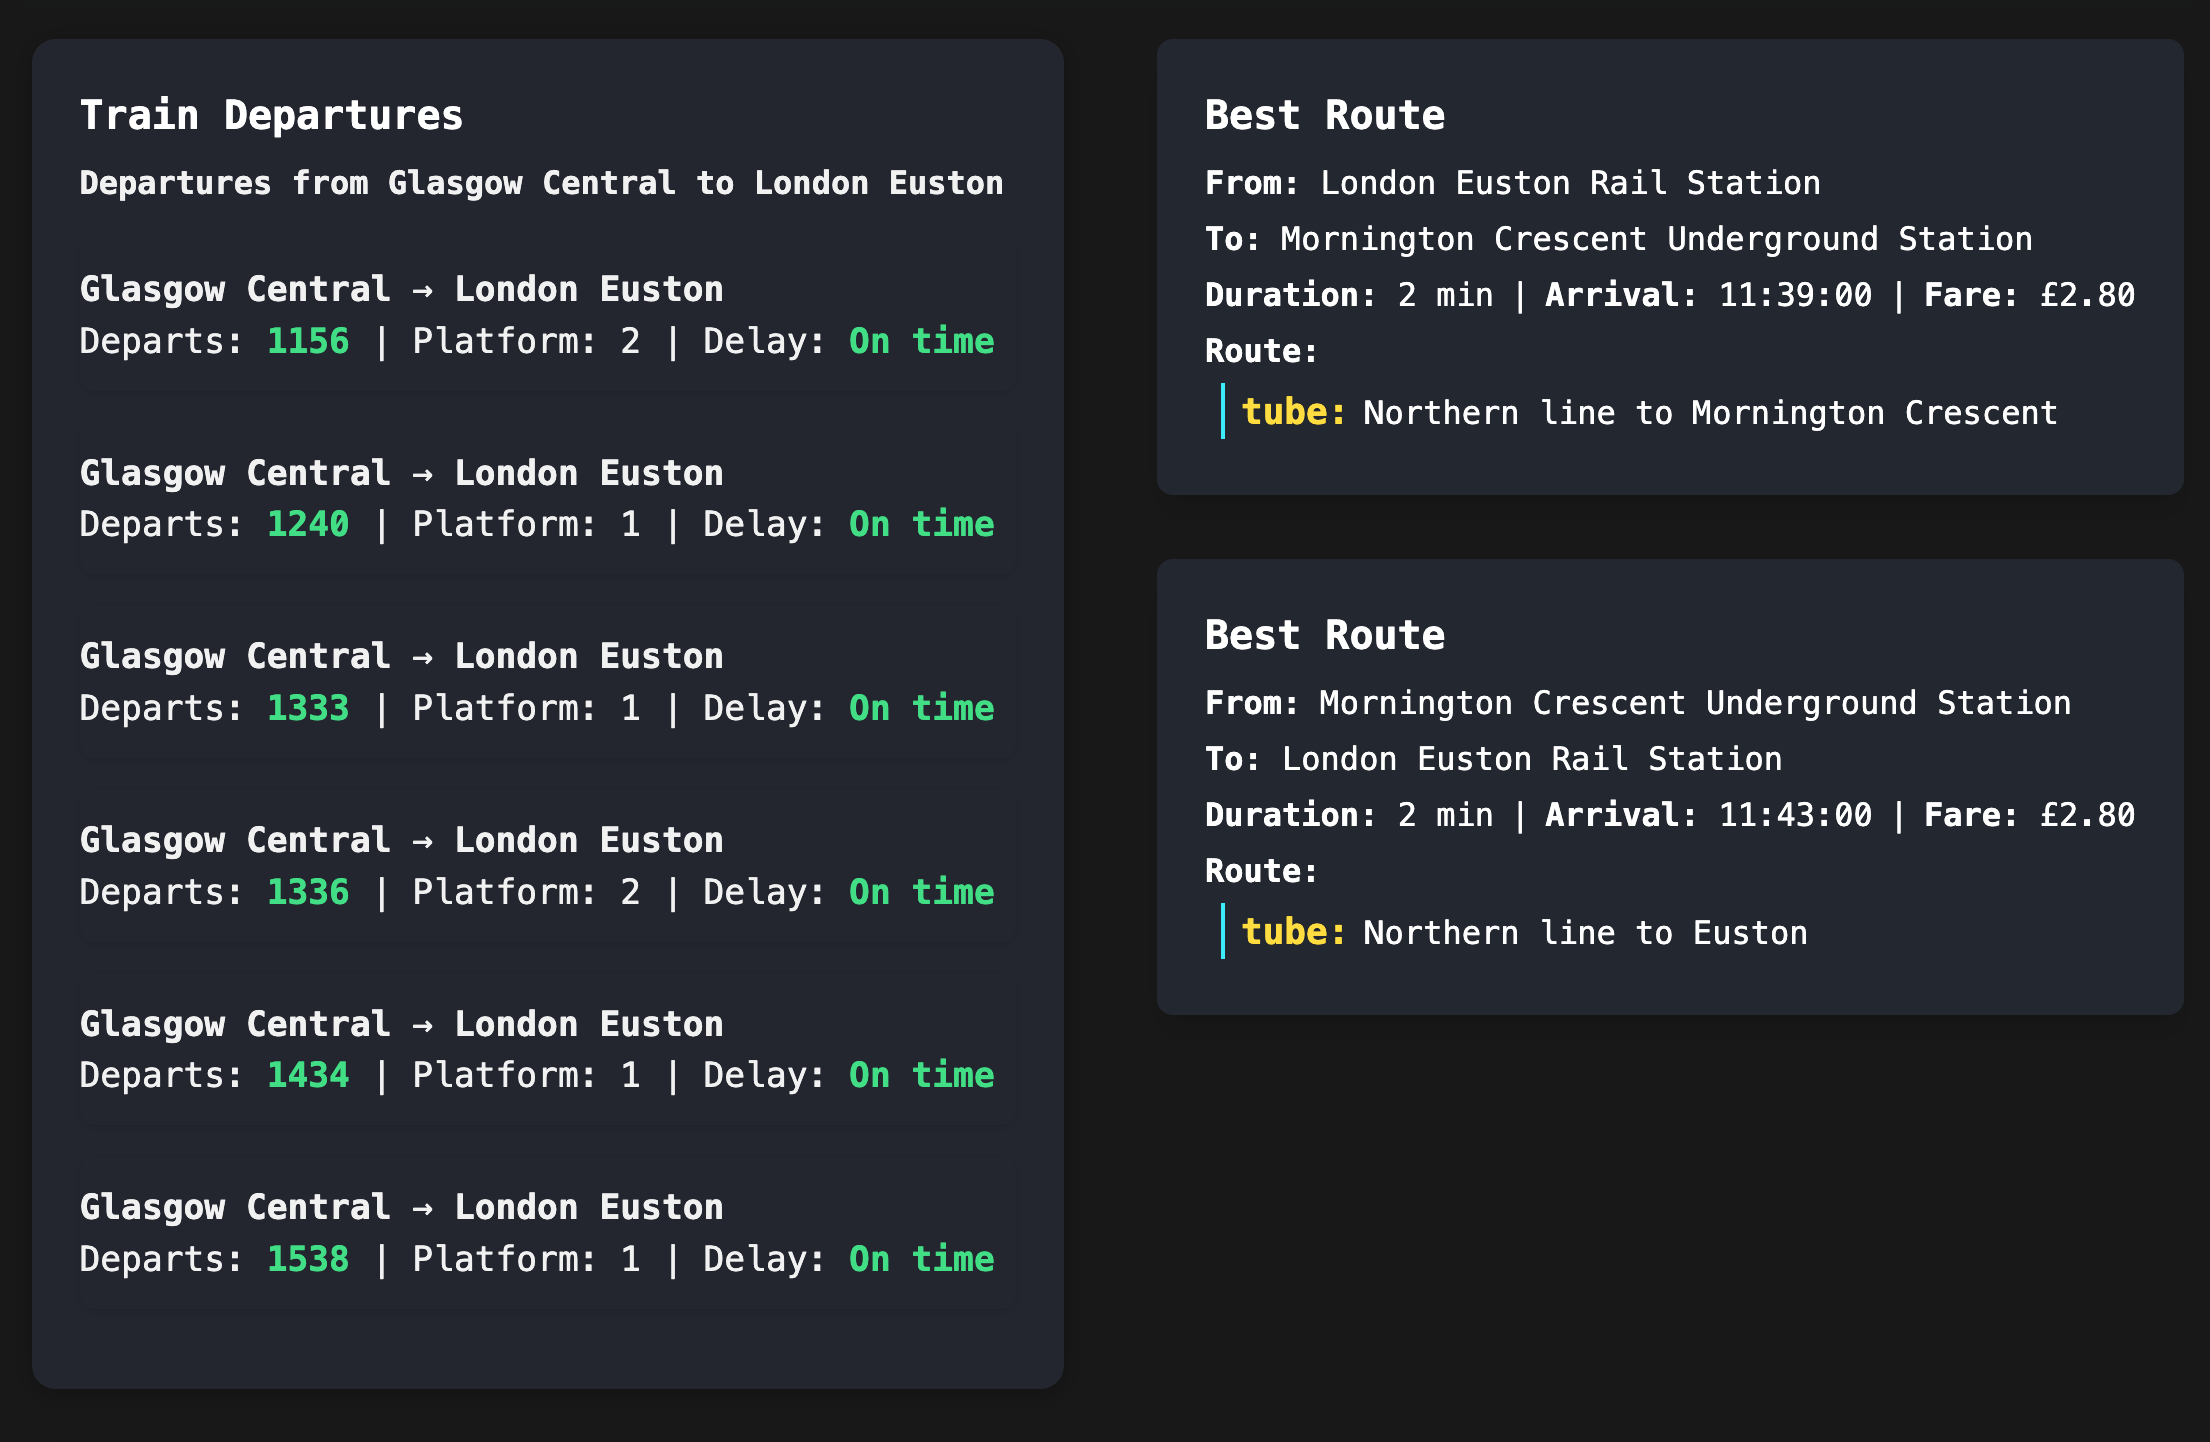 Train Departures
Departures from Glasgow Central to London Euston
Glasgow Central → London Euston
Departs: 1156 | Platform: 2 | Delay: On time
Glasgow Central → London Euston
Departs: 1240 | Platform: 1 | Delay: On time
Glasgow Central → London Euston
Departs: 1333 | Platform: 1 | Delay: On time
Glasgow Central → London Euston
Departs: 1336 | Platform: 2 | Delay: On time
Glasgow Central → London Euston
Departs: 1434 | Platform: 1 | Delay: On time
Glasgow Central → London Euston
Departs: 1538 | Platform: 1 | Delay: On time
Best Route
From: London Euston Rail Station
To: Mornington Crescent Underground Station
Duration: 2 min | Arrival: 11:39:00 | Fare: £2.80
Route:
tube: Northern line to Mornington Crescent
Best Route
From: Mornington Crescent Underground Station
To: London Euston Rail Station
Duration: 2 min | Arrival: 11:43:00 | Fare: £2.80
Route:
tube: Northern line to Euston